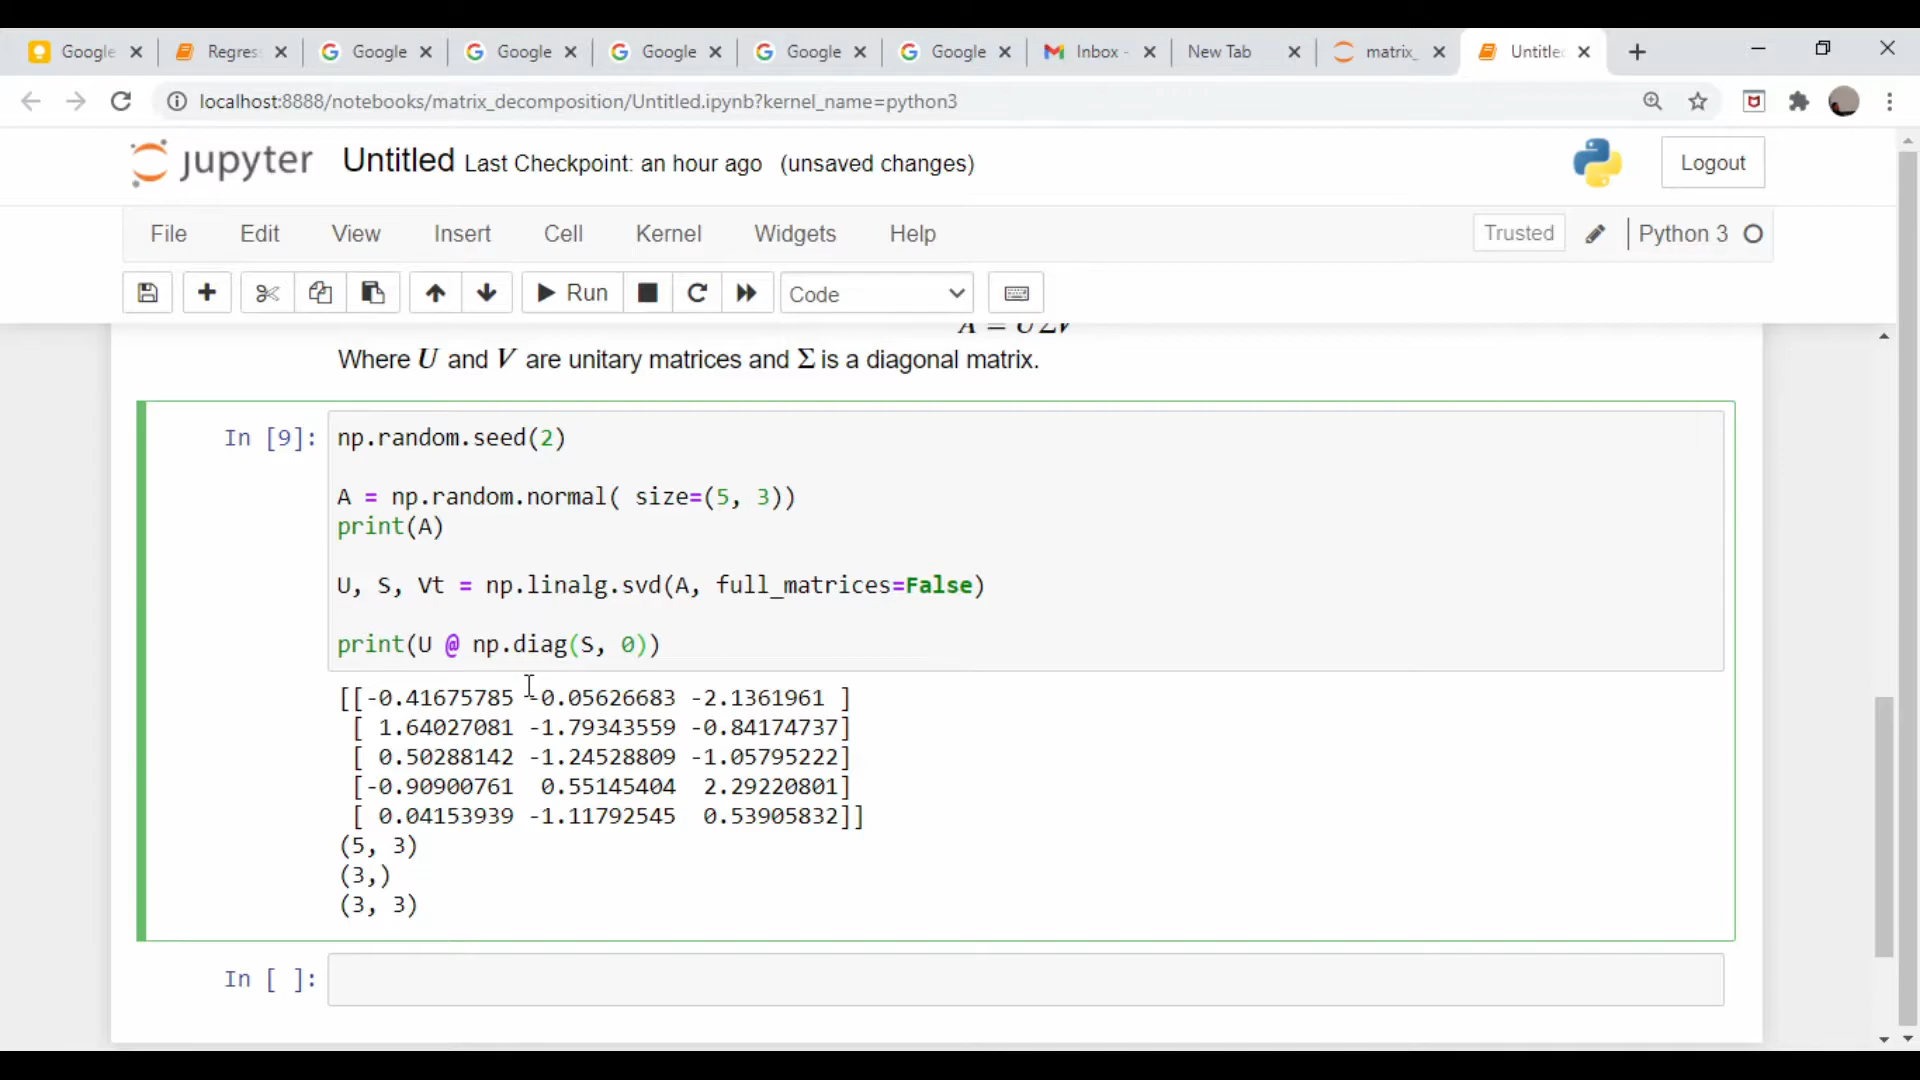 Google
Regres
Google
Google
Google
Google
Google
Inbox -
New Tab
matrix_
Untitled
localhost:8888/notebooks/matrix_decomposition/Untitled.ipynb?kernel_name=python3
jupyter Untitled Last Checkpoint: an hour ago (unsaved changes)
Logout
File Edit View Insert Cell Kernel Widgets Help
Trusted
Python 3
Run
Code
A = UΣV
Where U and V are unitary matrices and Σ is a diagonal matrix.
In [9]:
np.random.seed(2)
A = np.random.normal( size=(5, 3))
print(A)
U, S, Vt = np.linalg.svd(A, full_matrices=False)
print(U @ np.diag(S, 0))
[[-0.41675785 -0.05626683 -2.1361961 ]
[ 1.64027081 -1.79343559 -0.84174737]
[ 0.50288142 -1.24528809 -1.05795222]
[-0.90900761 0.55145404 2.29220801]
[ 0.04153939 -1.11792545 0.53905832]]
(5, 3)
(3,)
(3, 3)
In [ ]: